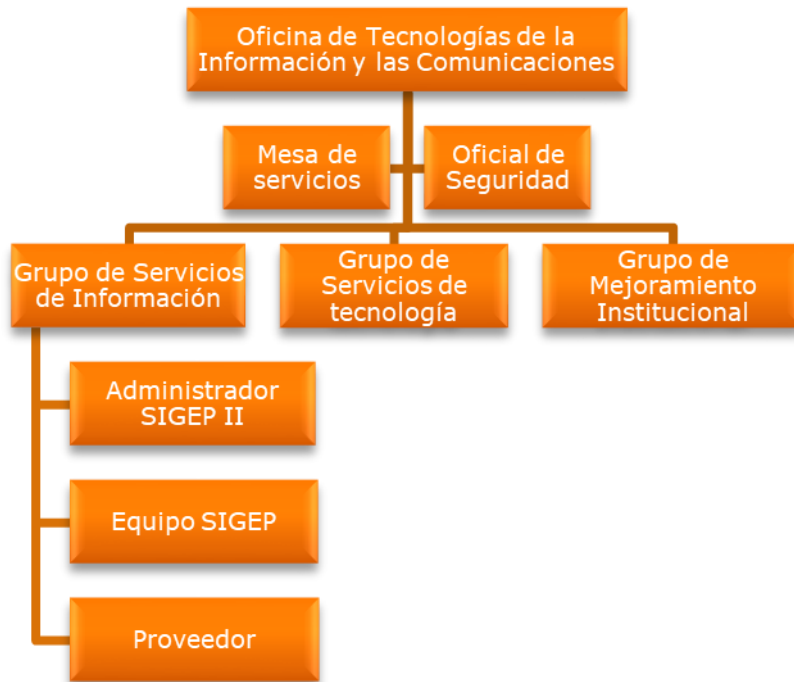 Oficina de Tecnologías de la
Información y las Comunicaciones
Mesa de
servicios
Oficial de
Seguridad
Grupo de Servicios
de Información
Grupo de
Servicios de
tecnología
Grupo de
Mejoramiento
Institucional
Administrador
SIGEP II
Equipo SIGEP
Proveedor